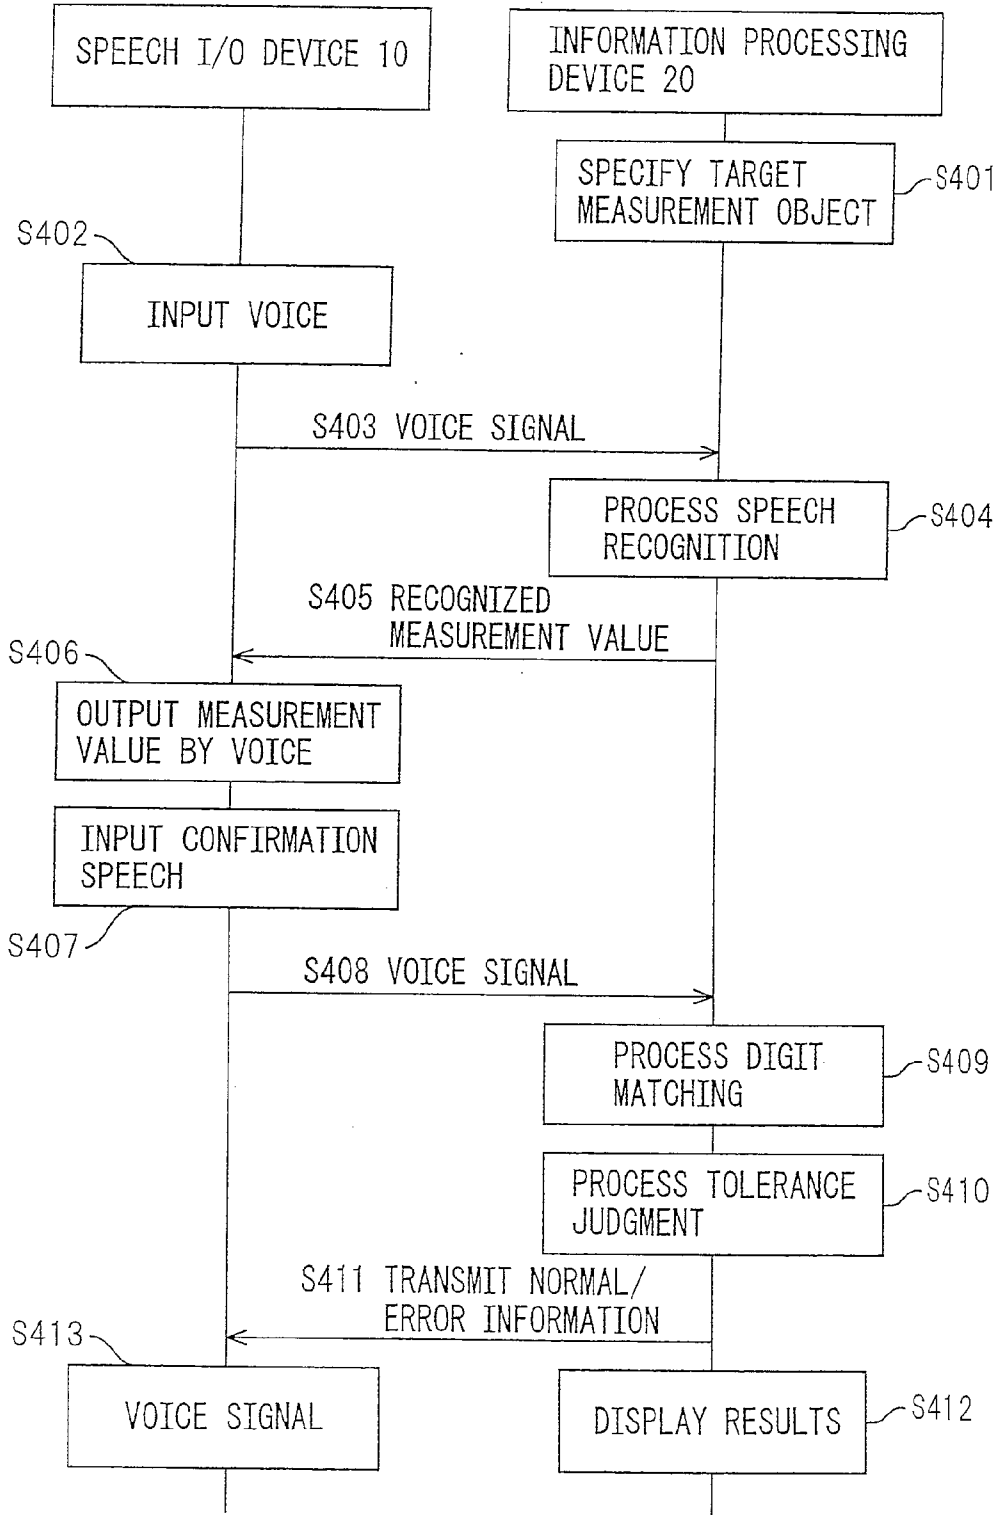 SPEECH I/O DEVICE 10
INFORMATION PROCESSING
DEVICE 20
SPECIFY TARGET
MEASUREMENT OBJECT
S401
S402
INPUT VOICE
S403 VOICE SIGNAL
PROCESS SPEECH
RECOGNITION
S404
S405 RECOGNIZED
MEASUREMENT VALUE
S406
OUTPUT MEASUREMENT
VALUE BY VOICE
INPUT CONFIRMATION
SPEECH
S407
S408 VOICE SIGNAL
PROCESS DIGIT
MATCHING
S409
PROCESS TOLERANCE
JUDGMENT
S410
S411 TRANSMIT NORMAL/
ERROR INFORMATION
S413
VOICE SIGNAL
DISPLAY RESULTS
S412